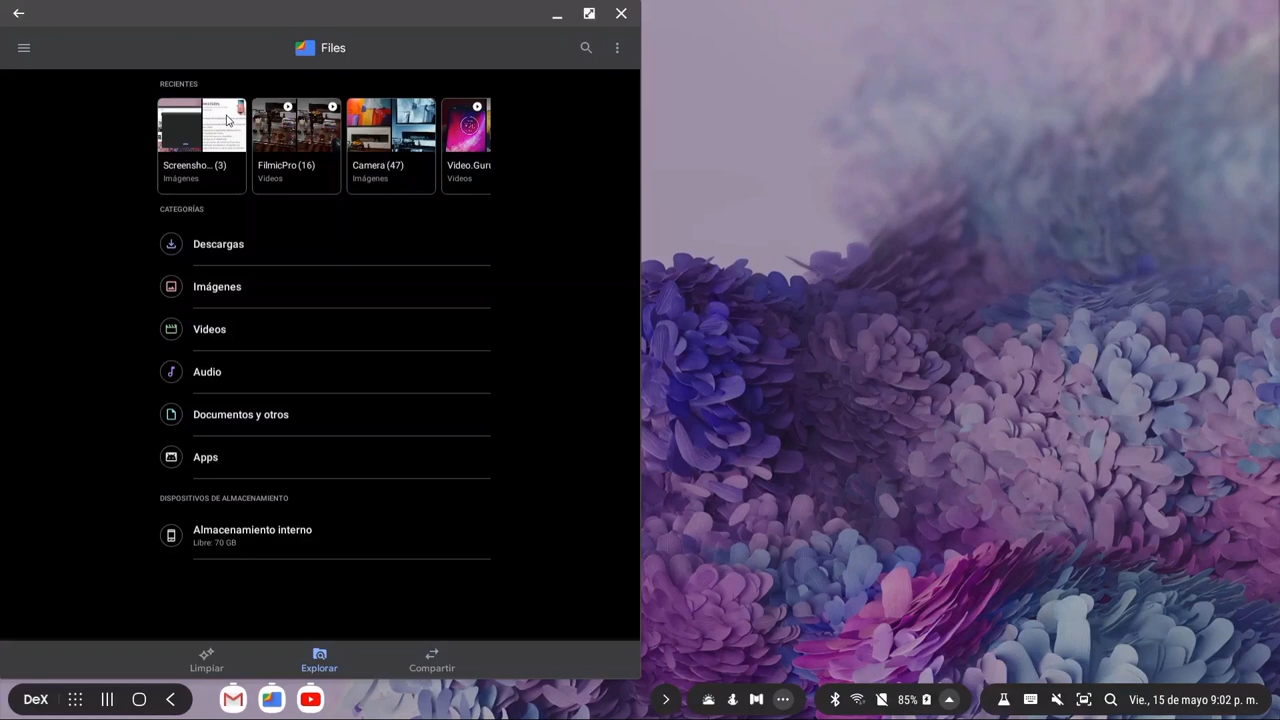 Files
RECIENTES
Screensho... (3)
Imágenes
FilmicPro (16)
Videos
Camera (47)
Imágenes
Video.Guru
Videos
CATEGORÍAS
Descargas
Imágenes
Videos
Audio
Documentos y otros
Apps
DISPOSITIVOS DE ALMACENAMIENTO
Almacenamiento interno
Libre: 70 GB
Limpiar
Explorar
Compartir
DeX
85%
Vie., 15 de mayo 9:02 p. m.